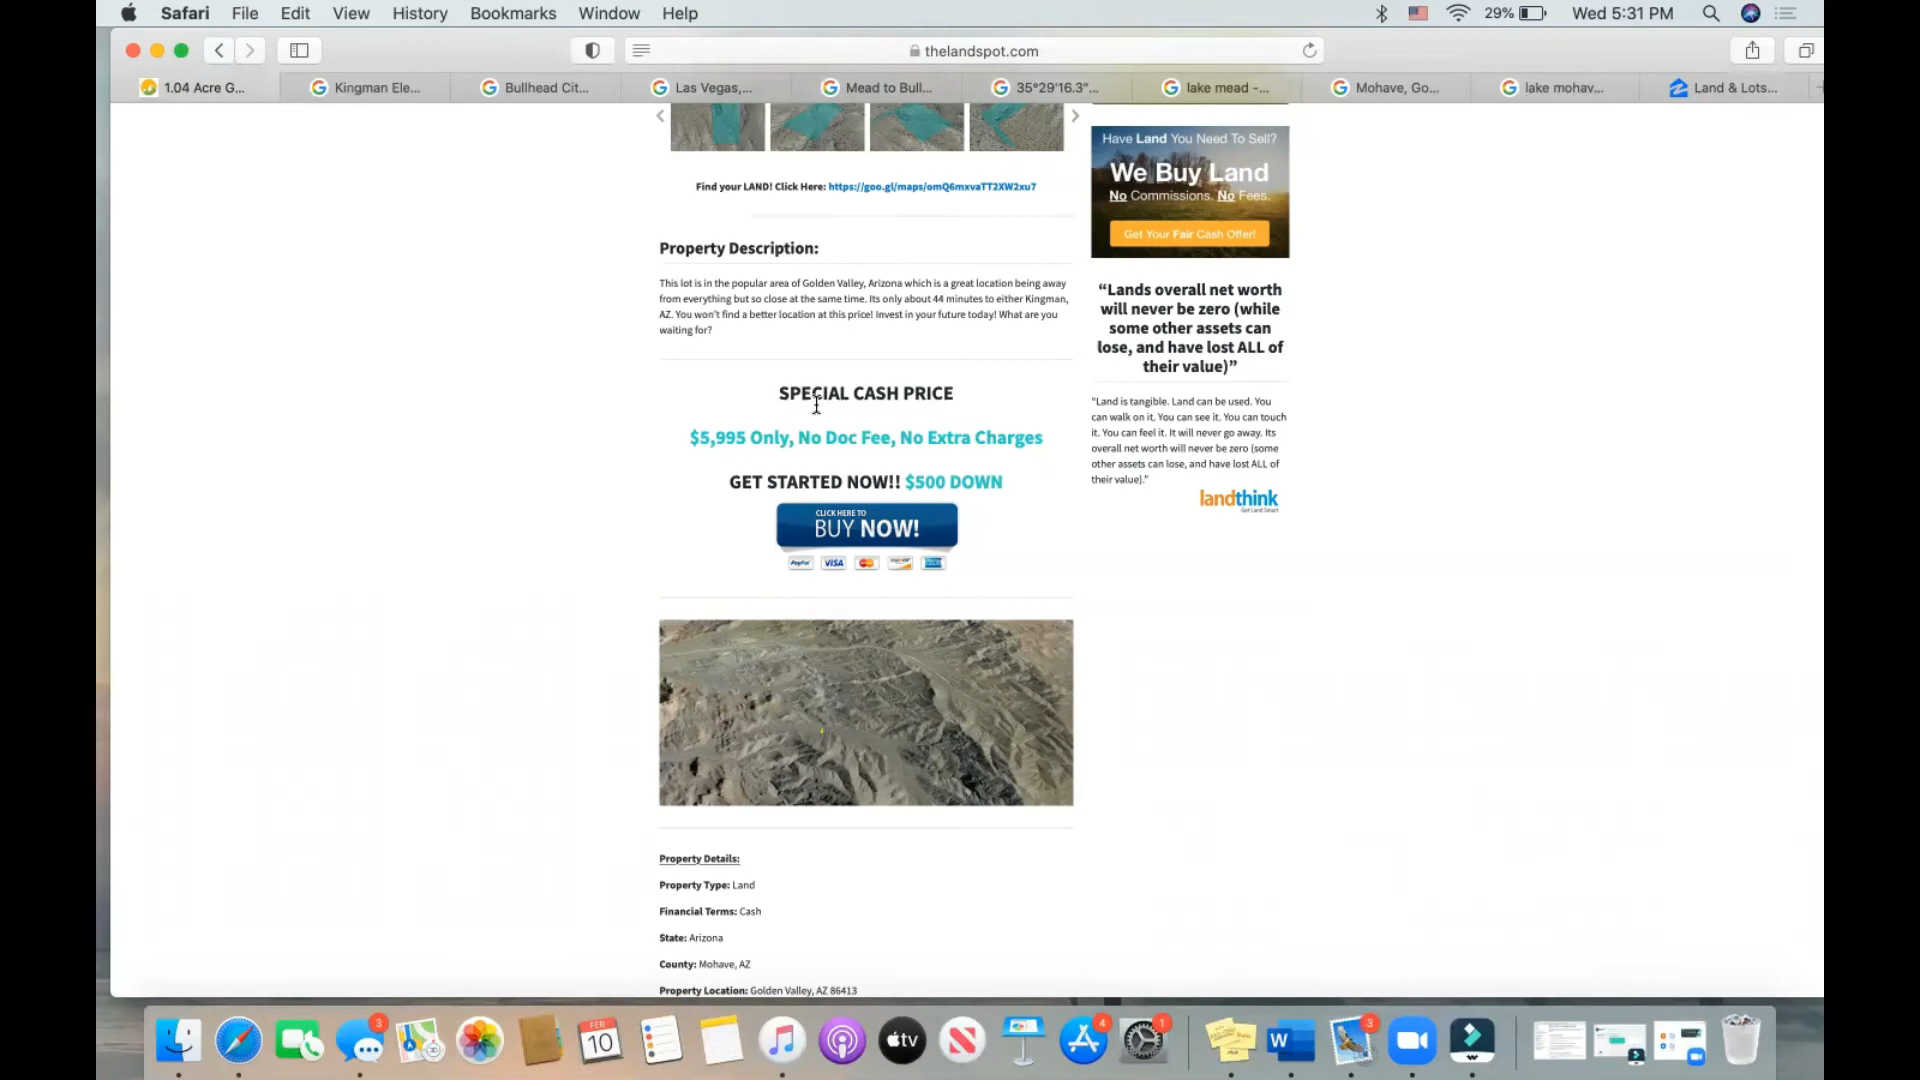 Safari File Edit View History Bookmarks Window Help 29% Wed 5:31 PM
thelandspot.com
1.04 Acre G... Kingman Ele... Bullhead Cit... Las Vegas,... Mead to Bull... 35°29'16.3"... lake mead -... Mohave, Go... lake mohav... Land & Lots...
Find your LAND! Click Here: https://goo.gl/maps/omQ6mxvaTT2XW2xu7
Property Description:
This lot is in the popular area of Golden Valley, Arizona which is a great location being away
from everything but so close at the same time. Its only about 44 minutes to either Kingman,
AZ. You won't find a better location at this price! Invest in your future today! What are you
waiting for?
SPECIAL CASH PRICE
$5,995 Only, No Doc Fee, No Extra Charges
GET STARTED NOW!! $500 DOWN
CLICK HERE TO
BUY NOW!
PayPal VISA
Property Details:
Property Type: Land
Financial Terms: Cash
State: Arizona
County: Mohave, AZ
Property Location: Golden Valley, AZ 86413
Have Land You Need To Sell?
We Buy Land
No Commissions. No Fees.
Get Your Fair Cash Offer!
“Lands overall net worth
will never be zero (while
some other assets can
lose, and have lost ALL of
their value)”
"Land is tangible. Land can be used. You
can walk on it. You can see it. You can touch
it. You can feel it. It will never go away. Its
overall net worth will never be zero (some
other assets can lose, and have lost ALL of
their value)."
landthink
Get Land Smart
3 FEB 10 tv 4 1 W 3